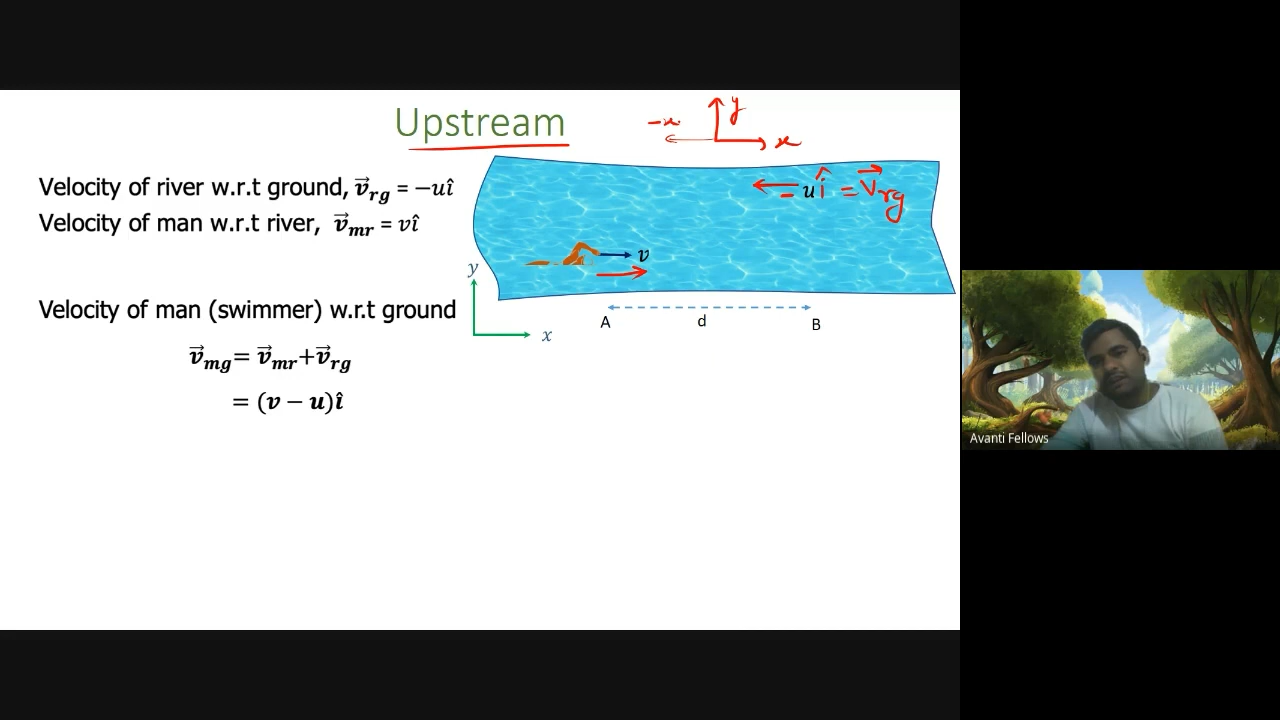 Upstream
y
-x
x
Velocity of river w.r.t ground, v⃗rg = −uî
- u î = v⃗rg
Velocity of man w.r.t river, v⃗mr = vî
v
y
x
A
d
B
Velocity of man (swimmer) w.r.t ground
v⃗mg= v⃗mr+v⃗rg
= (v − u)î
Avanti Fellows